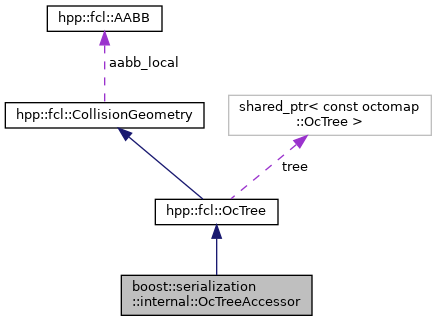 hpp::fcl::AABB
aabb_local
hpp::fcl::CollisionGeometry
shared_ptr< const octomap
::OcTree >
tree
hpp::fcl::OcTree
boost::serialization
::internal::OcTreeAccessor